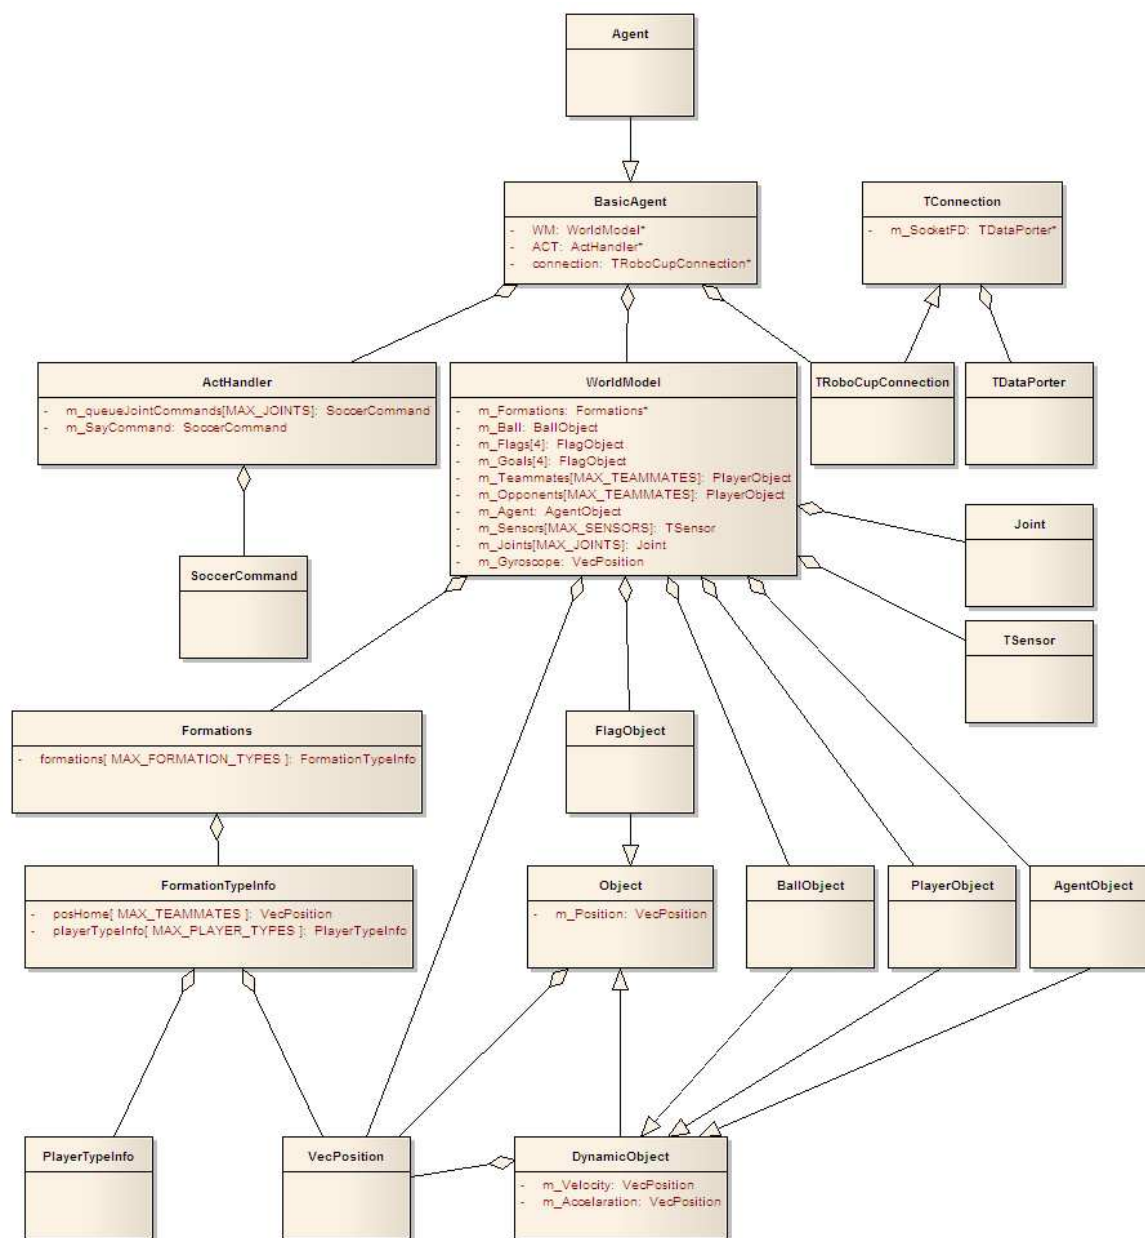 Agent
BasicAgent
- WM: WorldModel*
- ACT: ActHandler*
- connection: TRoboCupConnection*
TConnection
- m_SocketFD: TDataPorter*
ActHandler
- m_queueJointCommands[MAX_JOINTS]: SoccerCommand
- m_SayCommand: SoccerCommand
WorldModel
- m_Formations: Formations*
- m_Ball: BallObject
- m_Flags[4]: FlagObject
- m_Goals[4]: FlagObject
- m_Teammates[MAX_TEAMMATES]: PlayerObject
- m_Opponents[MAX_TEAMMATES]: PlayerObject
- m_Agent: AgentObject
- m_Sensors[MAX_SENSORS]: TSensor
- m_Joints[MAX_JOINTS]: Joint
- m_Gyroscope: VecPosition
TRoboCupConnection
TDataPorter
Joint
SoccerCommand
TSensor
Formations
- formations[ MAX_FORMATION_TYPES ]: FormationTypeInfo
FlagObject
FormationTypeInfo
- posHome[ MAX_TEAMMATES ]: VecPosition
- playerTypeInfo[ MAX_PLAYER_TYPES ]: PlayerTypeInfo
Object
- m_Position: VecPosition
BallObject
PlayerObject
AgentObject
PlayerTypeInfo
VecPosition
DynamicObject
- m_Velocity: VecPosition
- m_Accelaration: VecPosition